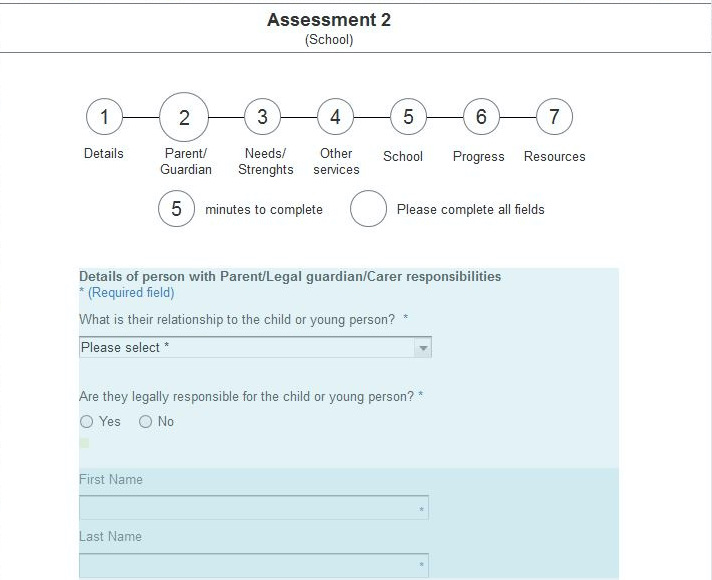 Assessment 2
(School)
1 2 3 4 5 6 7
Details Parent/ Needs/ Other School Progress Resources
Guardian Strenghts services
5 minutes to complete Please complete all fields
Details of person with Parent/Legal guardian/Carer responsibilities
* (Required field)
What is their relationship to the child or young person? *
Please select *
Are they legally responsible for the child or young person? *
Yes No
First Name
*
Last Name
*